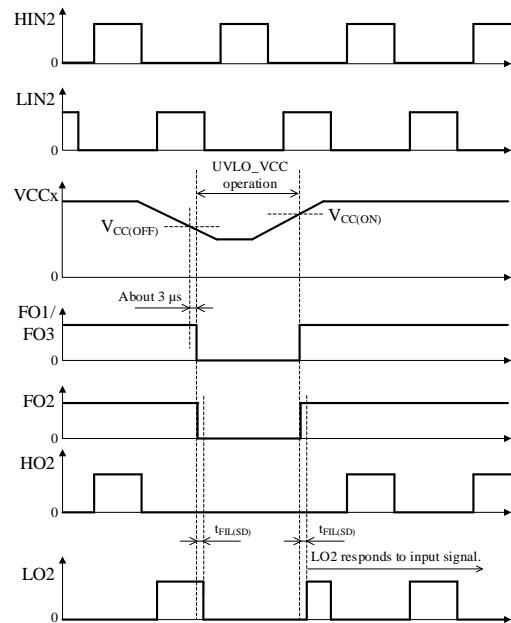 HIN2
0
LIN2
0
UVLO_VCC
operation
VCCx
VCC(OFF)
VCC(ON)
0
About 3 µs
FO1/
FO3
0
FO2
0
HO2
0
tFIL(SD)
tFIL(SD)
LO2 responds to input signal.
LO2
0